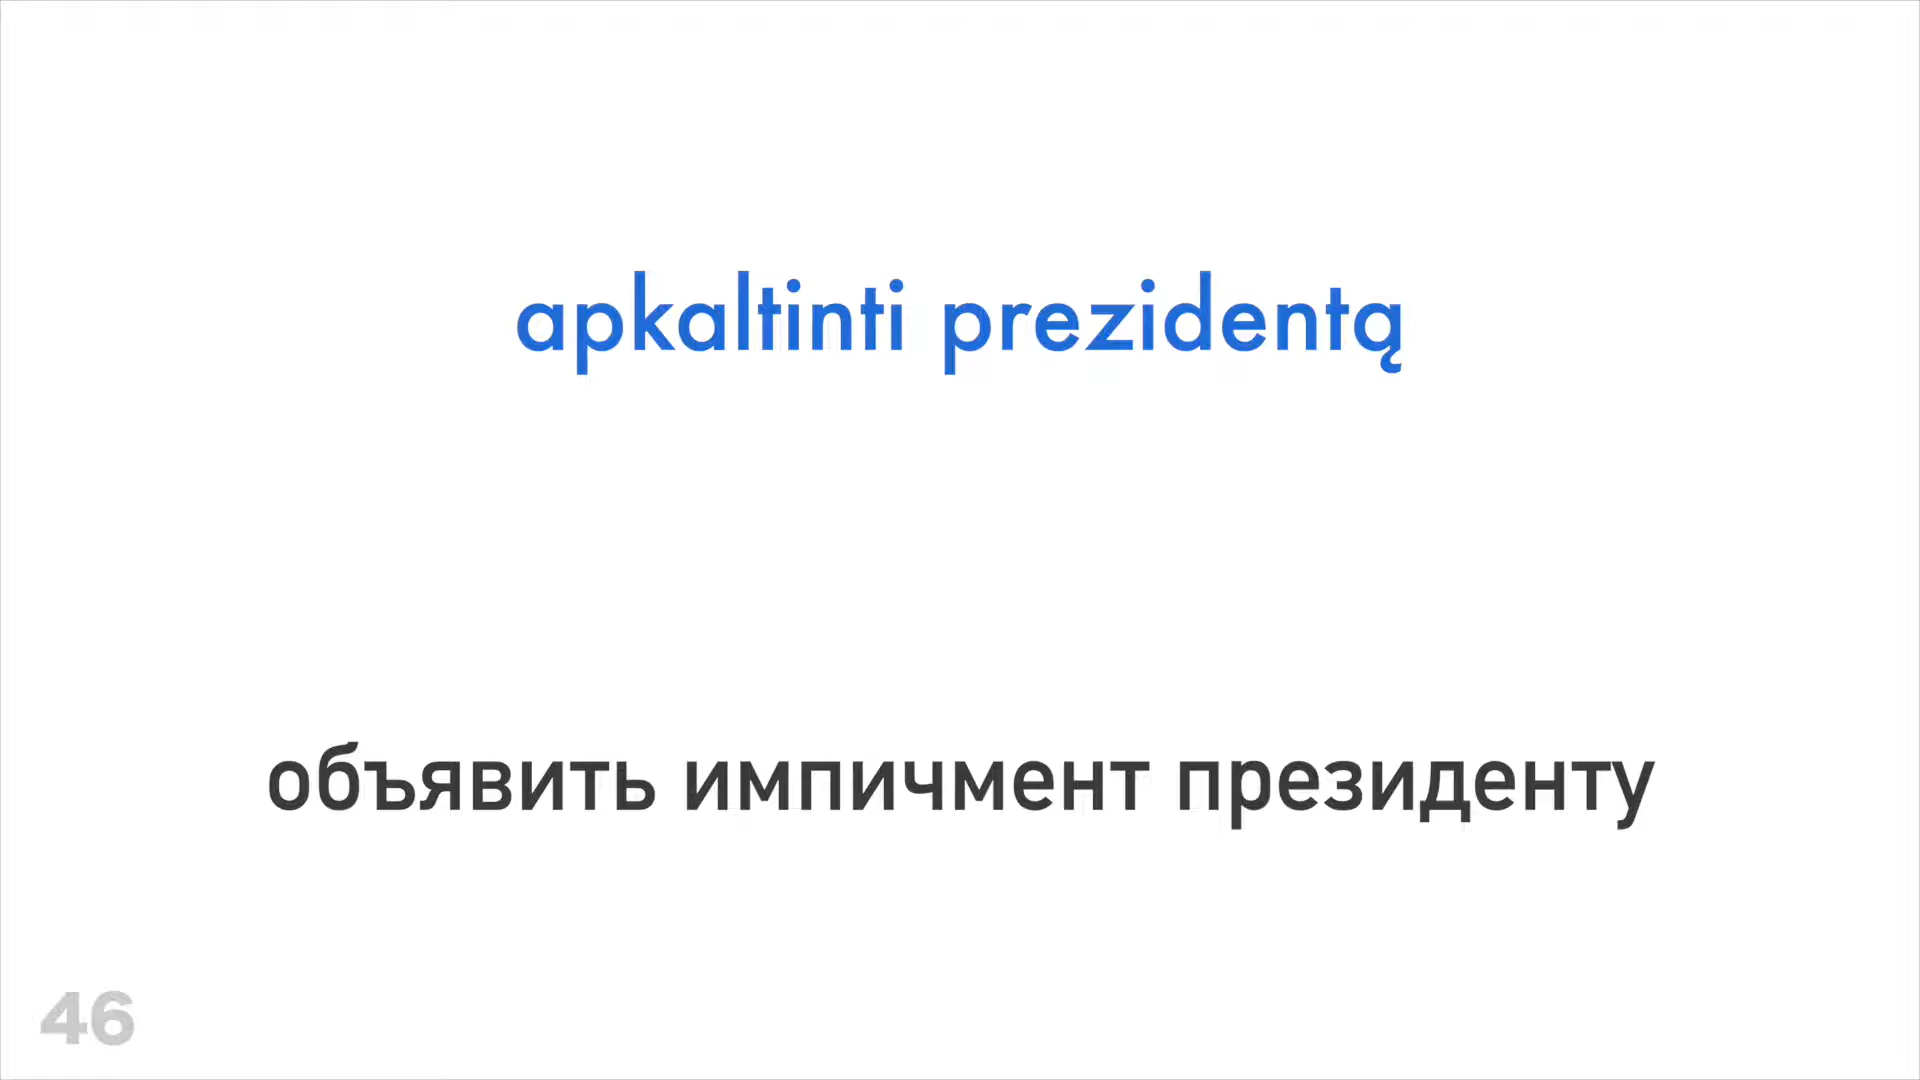 apkaltinti prezidentą
объявить импичмент президенту
46